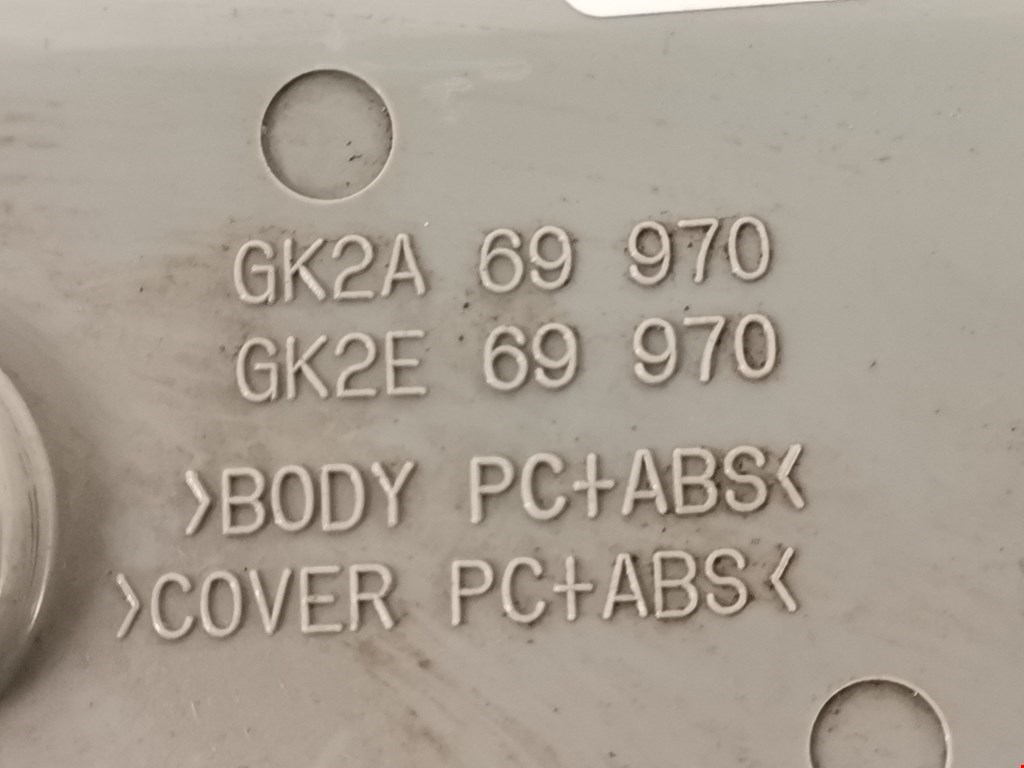 GK2A 69 970
GK2E 69 970
>BODY PC+ABS<
>COVER PC+ABS<